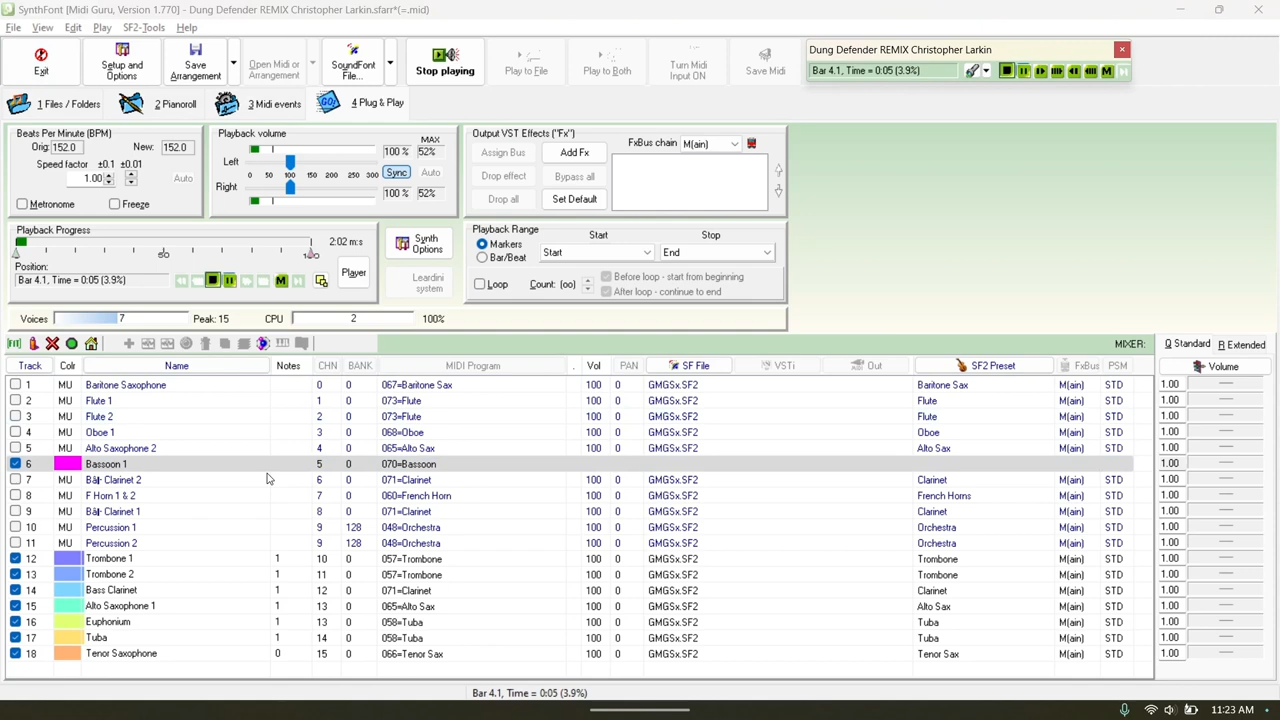 SynthFont [Midi Guru, Version 1.770] - Dung Defender REMIX Christopher Larkin.sfarr*(=.mid)
File View Edit Play SF2-Tools Help
Exit Setup and Options Save Arrangement Open Midi or Arrangement SoundFont File... Stop playing Play to File Play to Both Turn Midi Input ON Save Midi
Dung Defender REMIX Christopher Larkin
Bar 4.1, Time = 0:05 (3.9%) M
1 Files / Folders 2 Pianoroll 3 Midi events GO! 4 Plug & Play
Beats Per Minute (BPM) Playback volume MAX Output VST Effects ("Fx")
Orig: 152.0 New: 152.0 100 % 52% FxBus chain M(ain)
Speed factor ±0.1 ±0.01 Left Assign Bus Add Fx
1.00 Auto 0 50 100 150 200 250 300 Sync Auto Drop effect Bypass all
Right 100 % 52% Drop all Set Default
Metronome Freeze
Playback Progress Playback Range
2:02 m:s Synth Options Markers Start Stop
50 100 Start End
Position: Bar/Beat
Bar 4.1, Time = 0:05 (3.9%) M Player Leardini system Loop Count: (oo) Before loop - start from beginning
After loop - continue to end
Voices 7 Peak: 15 CPU 2 100%
MIXER: Standard R Extended
Track Colr Name Notes CHN BANK MIDI Program . Vol PAN SF File VSTi Out SF2 Preset FxBus PSM Volume
1 MU Baritone Saxophone 0 0 067=Baritone Sax 100 0 GMGSx.SF2 Baritone Sax M(ain) STD 1.00
2 MU Flute 1 1 0 073=Flute 100 0 GMGSx.SF2 Flute M(ain) STD 1.00
3 MU Flute 2 2 0 073=Flute 100 0 GMGSx.SF2 Flute M(ain) STD 1.00
4 MU Oboe 1 3 0 068=Oboe 100 0 GMGSx.SF2 Oboe M(ain) STD 1.00
5 MU Alto Saxophone 2 4 0 065=Alto Sax 100 0 GMGSx.SF2 Alto Sax M(ain) STD 1.00
6 Bassoon 1 5 0 070=Bassoon 1.00
7 MU Clarinet 2 6 0 071=Clarinet 100 0 GMGSx.SF2 Clarinet M(ain) STD 1.00
8 MU F Horn 1 & 2 7 0 060=French Horn 100 0 GMGSx.SF2 French Horns M(ain) STD 1.00
9 MU Clarinet 1 8 0 071=Clarinet 100 0 GMGSx.SF2 Clarinet M(ain) STD 1.00
10 MU Percussion 1 9 128 048=Orchestra 100 0 GMGSx.SF2 Orchestra M(ain) STD 1.00
11 MU Percussion 2 9 128 048=Orchestra 100 0 GMGSx.SF2 Orchestra M(ain) STD 1.00
12 Trombone 1 1 10 0 057=Trombone 100 0 GMGSx.SF2 Trombone M(ain) STD 1.00
13 Trombone 2 1 11 0 057=Trombone 100 0 GMGSx.SF2 Trombone M(ain) STD 1.00
14 Bass Clarinet 1 12 0 071=Clarinet 100 0 GMGSx.SF2 Clarinet M(ain) STD 1.00
15 Alto Saxophone 1 1 13 0 065=Alto Sax 100 0 GMGSx.SF2 Alto Sax M(ain) STD 1.00
16 Euphonium 1 13 0 058=Tuba 100 0 GMGSx.SF2 Tuba M(ain) STD 1.00
17 Tuba 1 14 0 058=Tuba 100 0 GMGSx.SF2 Tuba M(ain) STD 1.00
18 Tenor Saxophone 0 15 0 066=Tenor Sax 100 0 GMGSx.SF2 Tenor Sax M(ain) STD 1.00
Bar 4.1, Time = 0:05 (3.9%)
11:23 AM